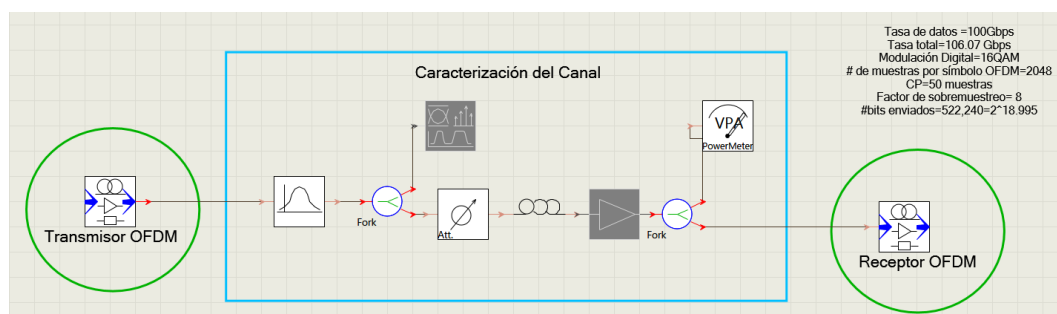 Tasa de datos =100Gbps
Tasa total=106.07 Gbps
Modulación Digital=16QAM
# de muestras por símbolo OFDM=2048
CP=50 muestras
Factor de sobremuestreo= 8
#bits enviados=522,240=2^18.995
Caracterización del Canal
VPA
PowerMeter
Fork
Att.
Fork
Transmisor OFDM
Receptor OFDM